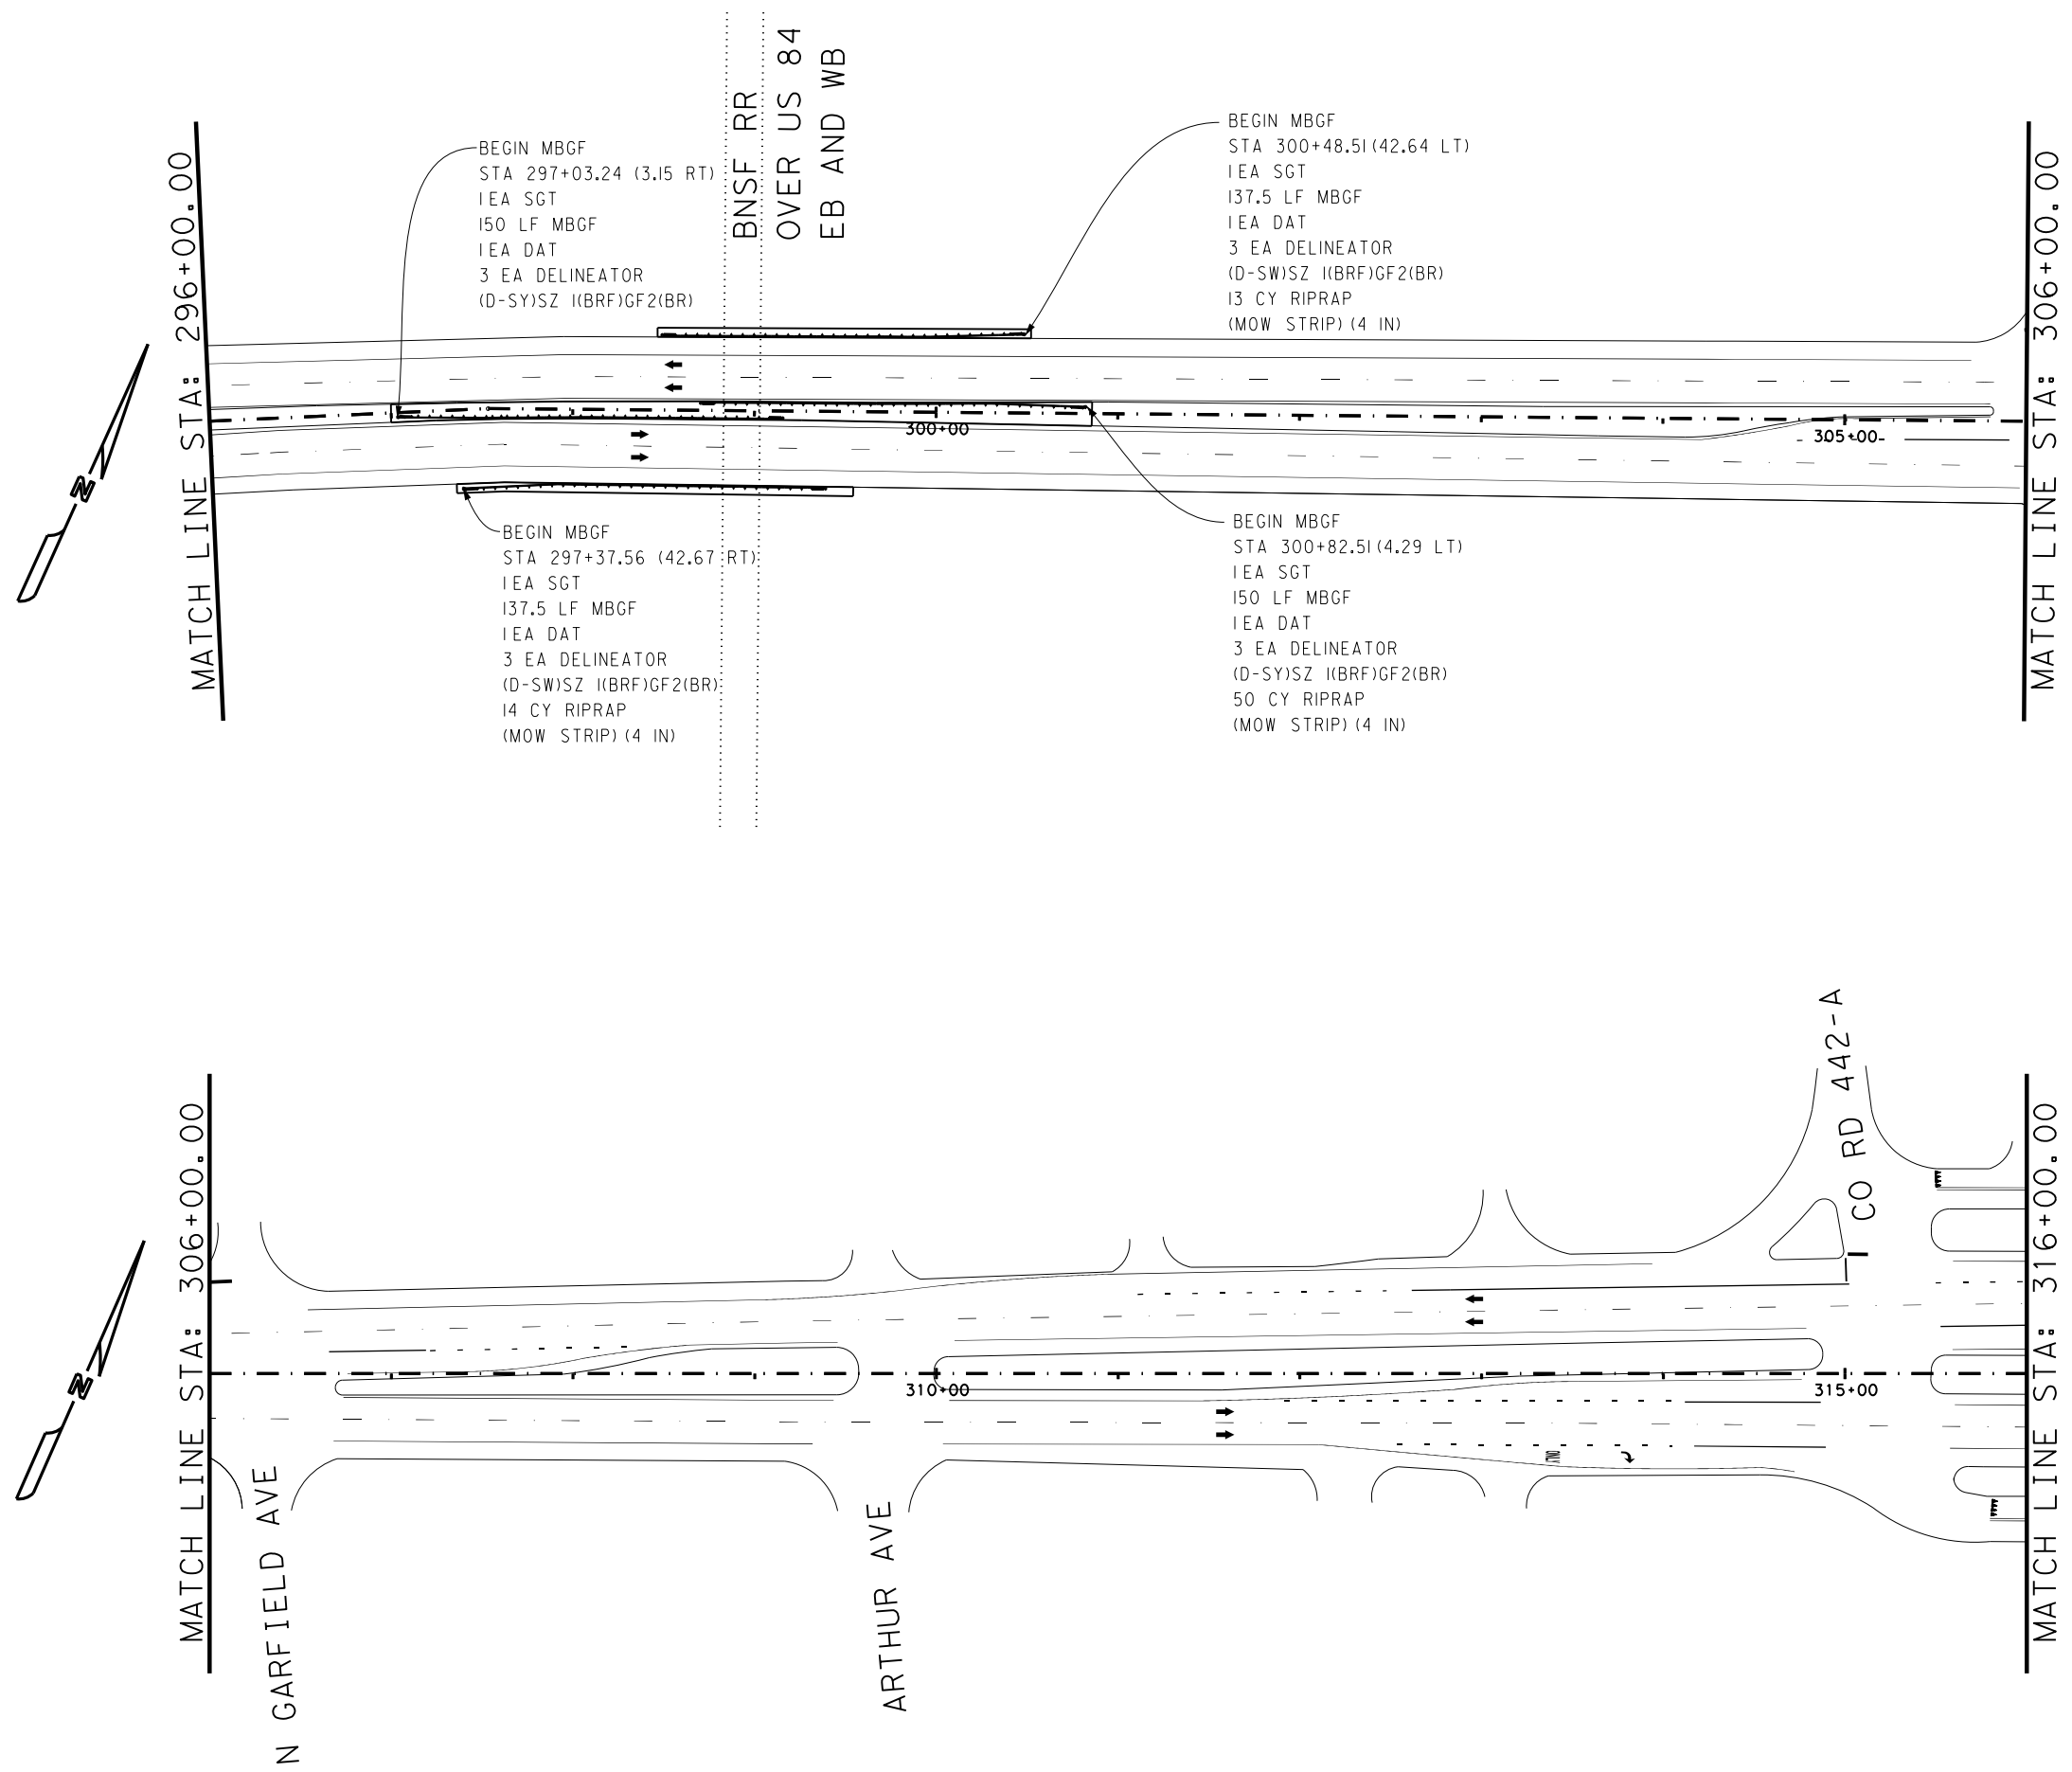 BNSF RR
OVER US 84
EB AND WB
MATCH LINE STA: 296+00.00
BEGIN MBGF
STA 297+03.24 (3.15 RT)
1 EA SGT
150 LF MBGF
1 EA DAT
3 EA DELINEATOR
(D-SY)SZ 1(BRF)GF2(BR)
BEGIN MBGF
STA 300+48.51(42.64 LT)
1 EA SGT
137.5 LF MBGF
1 EA DAT
3 EA DELINEATOR
(D-SW)SZ 1(BRF)GF2(BR)
13 CY RIPRAP
(MOW STRIP)(4 IN)
MATCH LINE STA: 306+00.00
N
300+00
305+00
BEGIN MBGF
STA 297+37.56 (42.67 RT)
1 EA SGT
137.5 LF MBGF
1 EA DAT
3 EA DELINEATOR
(D-SW)SZ 1(BRF)GF2(BR)
14 CY RIPRAP
(MOW STRIP)(4 IN)
BEGIN MBGF
STA 300+82.51(4.29 LT)
1 EA SGT
150 LF MBGF
1 EA DAT
3 EA DELINEATOR
(D-SY)SZ 1(BRF)GF2(BR)
50 CY RIPRAP
(MOW STRIP)(4 IN)
MATCH LINE STA: 306+00.00
CO RD 442-A
MATCH LINE STA: 316+00.00
N
310+00
315+00
ONLY
N GARFIELD AVE
ARTHUR AVE